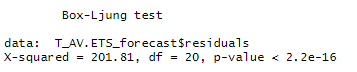 Box-Ljung test
data:  T_AV.ETS_forecast$residuals
X-squared = 201.81, df = 20, p-value < 2.2e-16